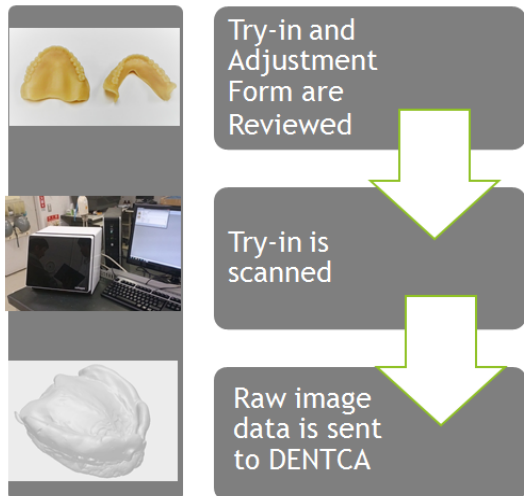 Try-in and
Adjustment
Form are
Reviewed
Try-in is
scanned
Raw image
data is sent
to DENTCA